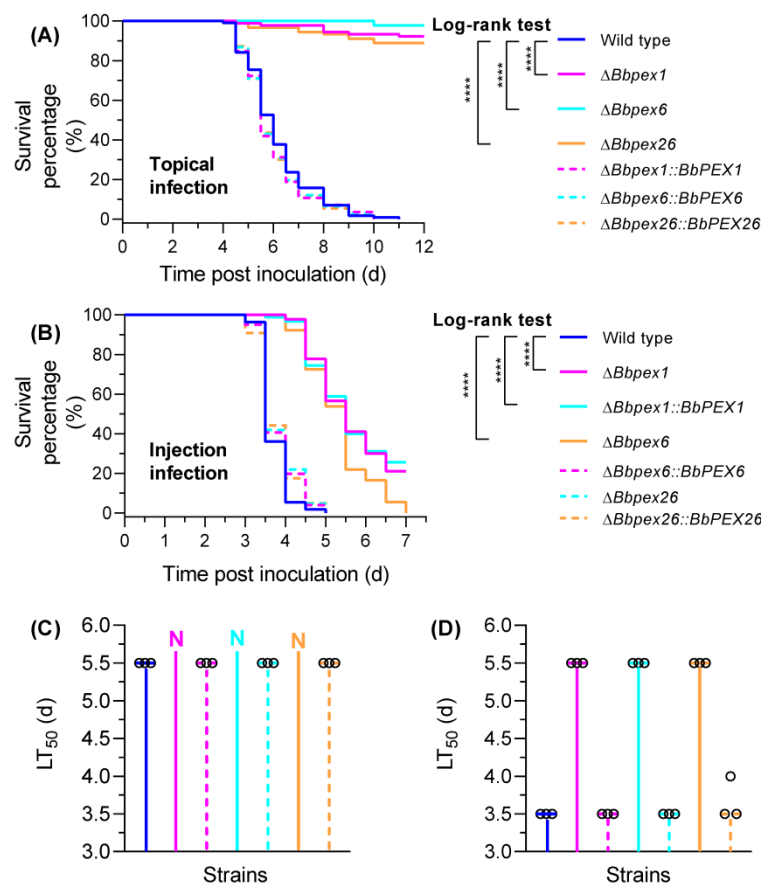 (A)
Log-rank test
Survival
percentage
(%)
100
80
60
40
20
0
Topical
infection
0 2 4 6 8 10 12
Time post inoculation (d)
****
****
****
Wild type
ΔBbpex1
ΔBbpex6
ΔBbpex26
ΔBbpex1::BbPEX1
ΔBbpex6::BbPEX6
ΔBbpex26::BbPEX26
(B)
Log-rank test
Survival
percentage
(%)
100
80
60
40
20
0
Injection
infection
0 1 2 3 4 5 6 7
Time post inoculation (d)
****
****
****
Wild type
ΔBbpex1
ΔBbpex1::BbPEX1
ΔBbpex6
ΔBbpex6::BbPEX6
ΔBbpex26
ΔBbpex26::BbPEX26
(C)
LT50 (d)
6.0
5.5
5.0
4.5
4.0
3.5
3.0
N N N
Strains
(D)
LT50 (d)
6.0
5.5
5.0
4.5
4.0
3.5
3.0
Strains